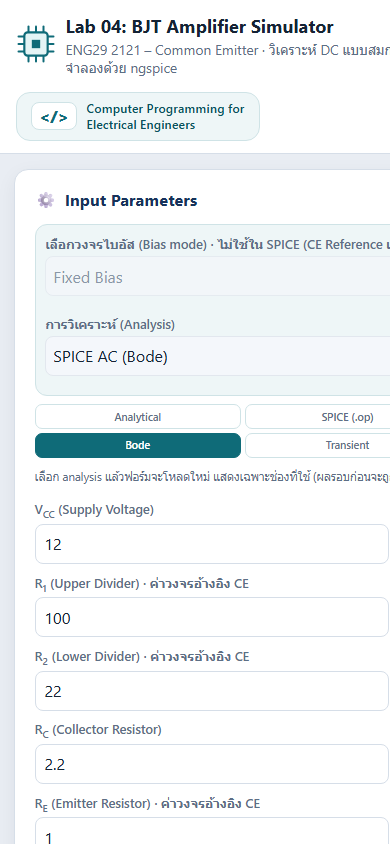 Lab 04: BJT Amplifier Simulator
ENG29 2121 – Common Emitter · วิเคราะห์ DC แบบสมก
จำลองด้วย ngspice
</> Computer Programming for
Electrical Engineers
Input Parameters
เลือกวงจรไบอัส (Bias mode) · ไม่ใช้ใน SPICE (CE Reference
Fixed Bias
การวิเคราะห์ (Analysis)
SPICE AC (Bode)
Analytical SPICE (.op)
Bode Transient
เลือก analysis แล้วฟอร์มจะโหลดใหม่ แสดงเฉพาะช่องที่ใช้ (ผลรอบก่อนจะถู
VCC (Supply Voltage)
12
R1 (Upper Divider) · ค่าวงจรอ้างอิง CE
100
R2 (Lower Divider) · ค่าวงจรอ้างอิง CE
22
RC (Collector Resistor)
2.2
RE (Emitter Resistor) · ค่าวงจรอ้างอิง CE
1